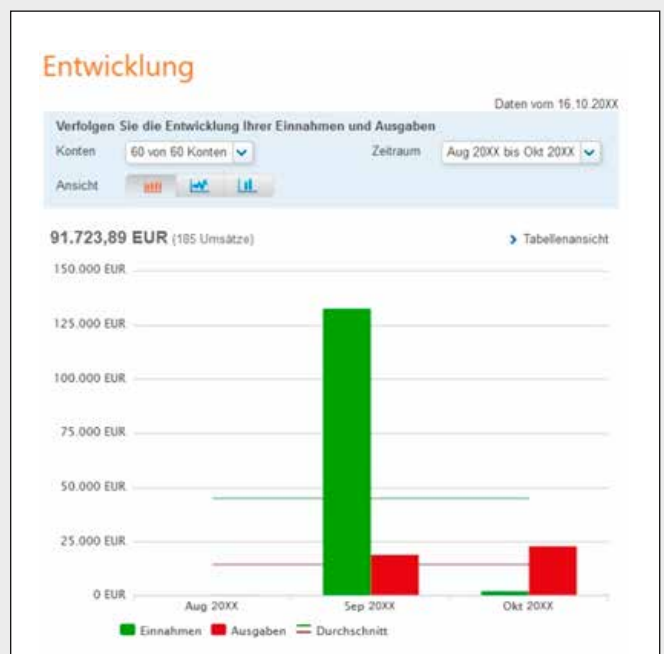 Entwicklung
Daten vom 16.10.20XX
Verfolgen Sie die Entwicklung Ihrer Einnahmen und Ausgaben
Konten 60 von 60 Konten Zeitraum Aug 20XX bis Okt 20XX
Ansicht
91.723,89 EUR (185 Umsätze) Tabellenansicht
150.000 EUR
125.000 EUR
100.000 EUR
75.000 EUR
50.000 EUR
25.000 EUR
0 EUR
Aug 20XX Sep 20XX Okt 20XX
Einnahmen Ausgaben Durchschnitt